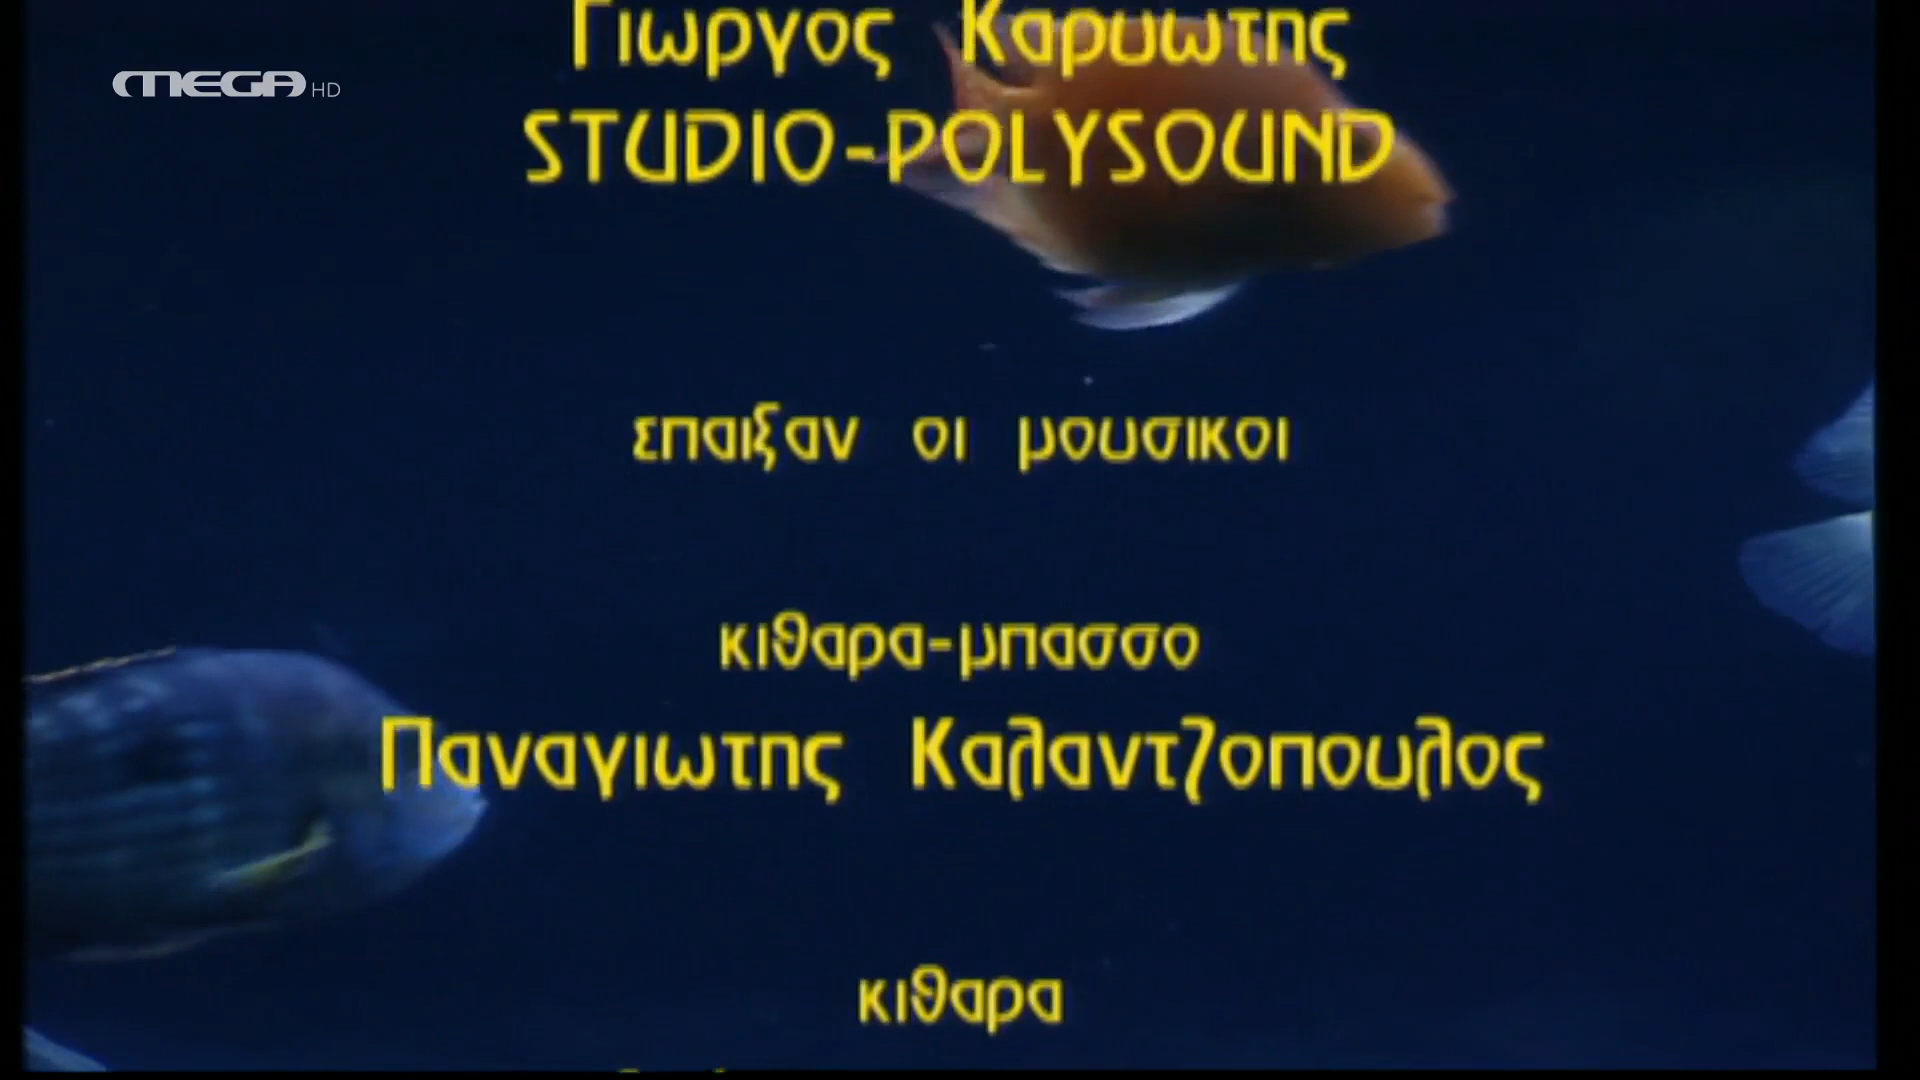 Γιωργος Καρυωτης
MEGA HD
STUDIO-POLYSOUND
επαιξαν οι μουσικοι
κιθαρα-μπασσο
Παναγιωτης Καλαντζοπουλος
κιθαρα